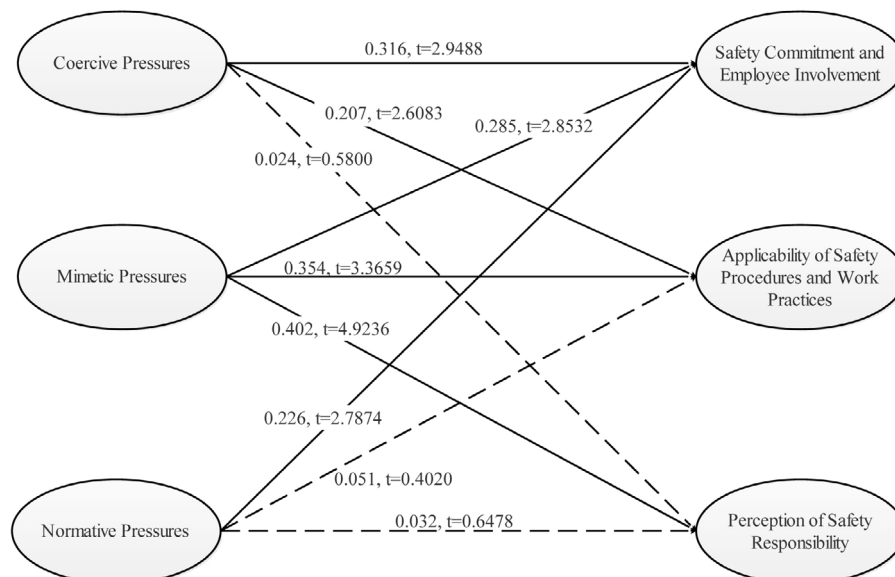 Coercive Pressures
0.316, t=2.9488
Safety Commitment and
Employee Involvement
0.207, t=2.6083
0.285, t=2.8532
0.024, t=0.5800
Mimetic Pressures
0.354, t=3.3659
Applicability of Safety
Procedures and Work
Practices
0.402, t=4.9236
0.226, t=2.7874
0.051, t=0.4020
Normative Pressures
0.032, t=0.6478
Perception of Safety
Responsibility